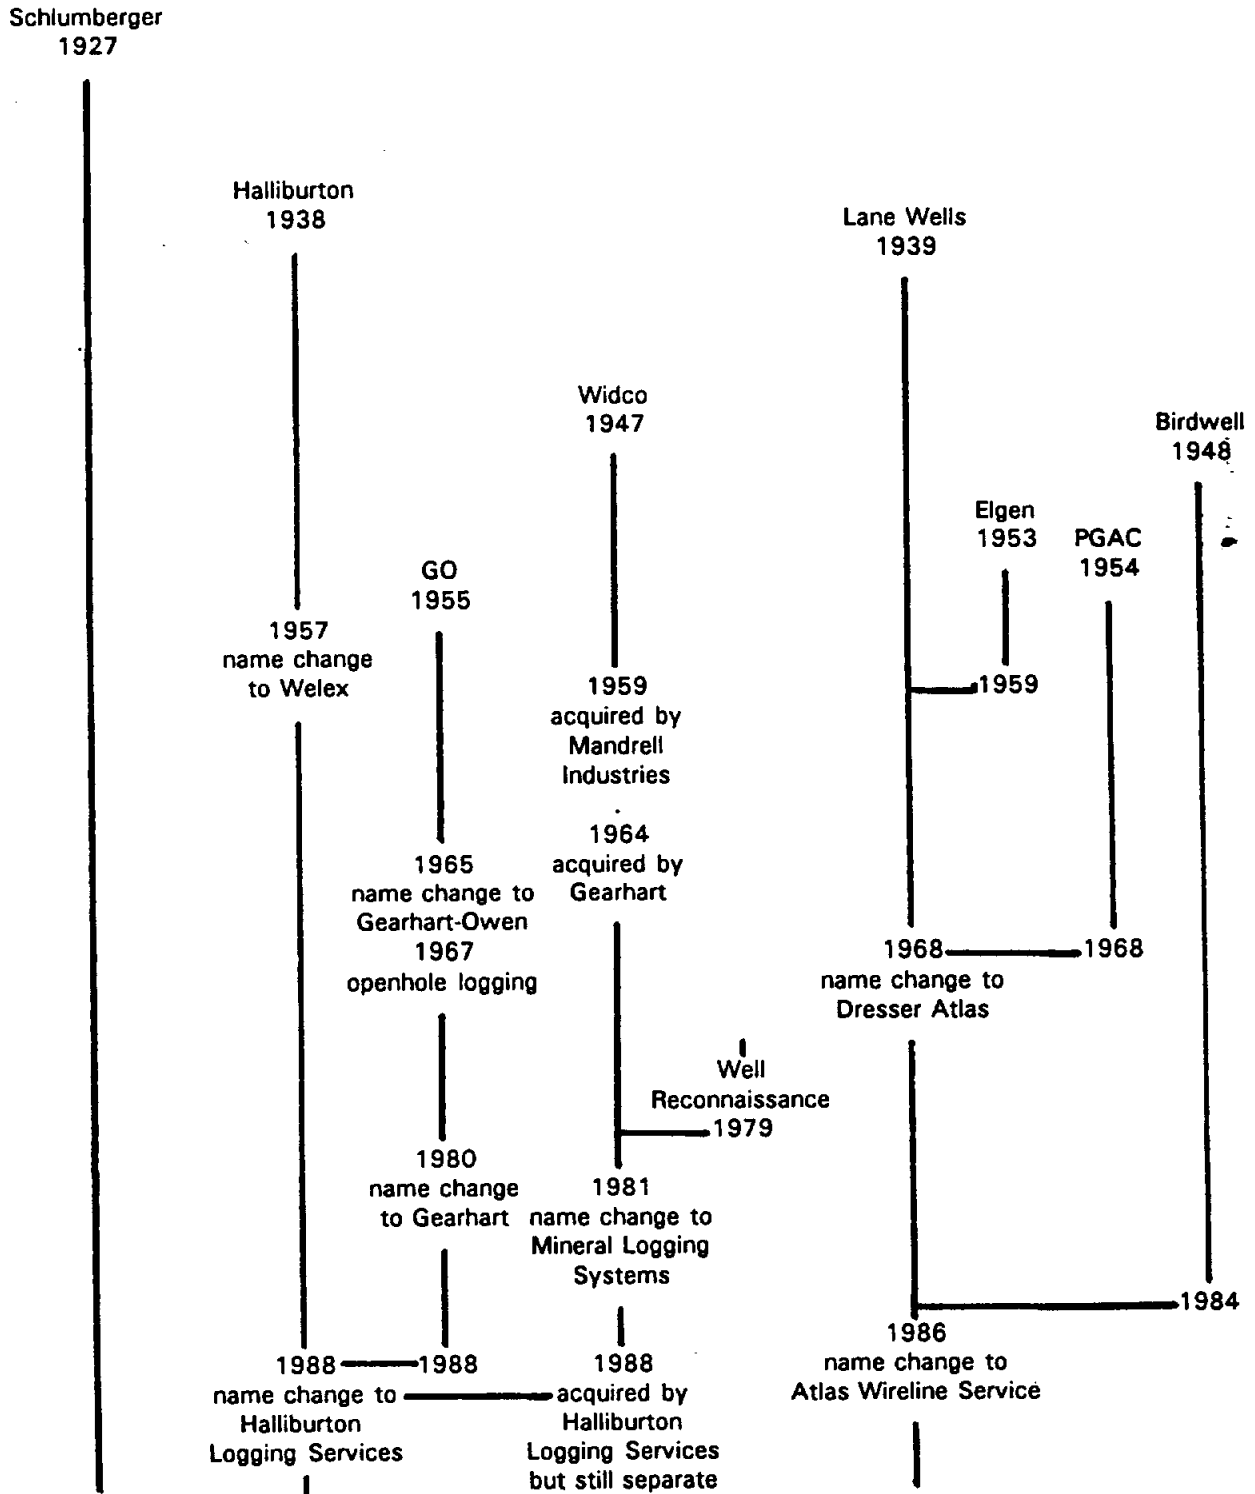 Schlumberger
1927
Halliburton
1938
Lane Wells
1939
Widco
1947
Birdwell
1948
Elgen
1953
PGAC
1954
GO
1955
1957
name change
to Welex
1959
acquired by
Mandrell
Industries
1959
1964
acquired by
Gearhart
1965
name change to
Gearhart-Owen
1967
openhole logging
1968
name change to
Dresser Atlas
1968
Well
Reconnaissance
1979
1980
name change
to Gearhart
1981
name change to
Mineral Logging
Systems
1984
1986
name change to
Atlas Wireline Service
1988
name change to
Halliburton
Logging Services
1988
1988
acquired by
Halliburton
Logging Services
but still separate